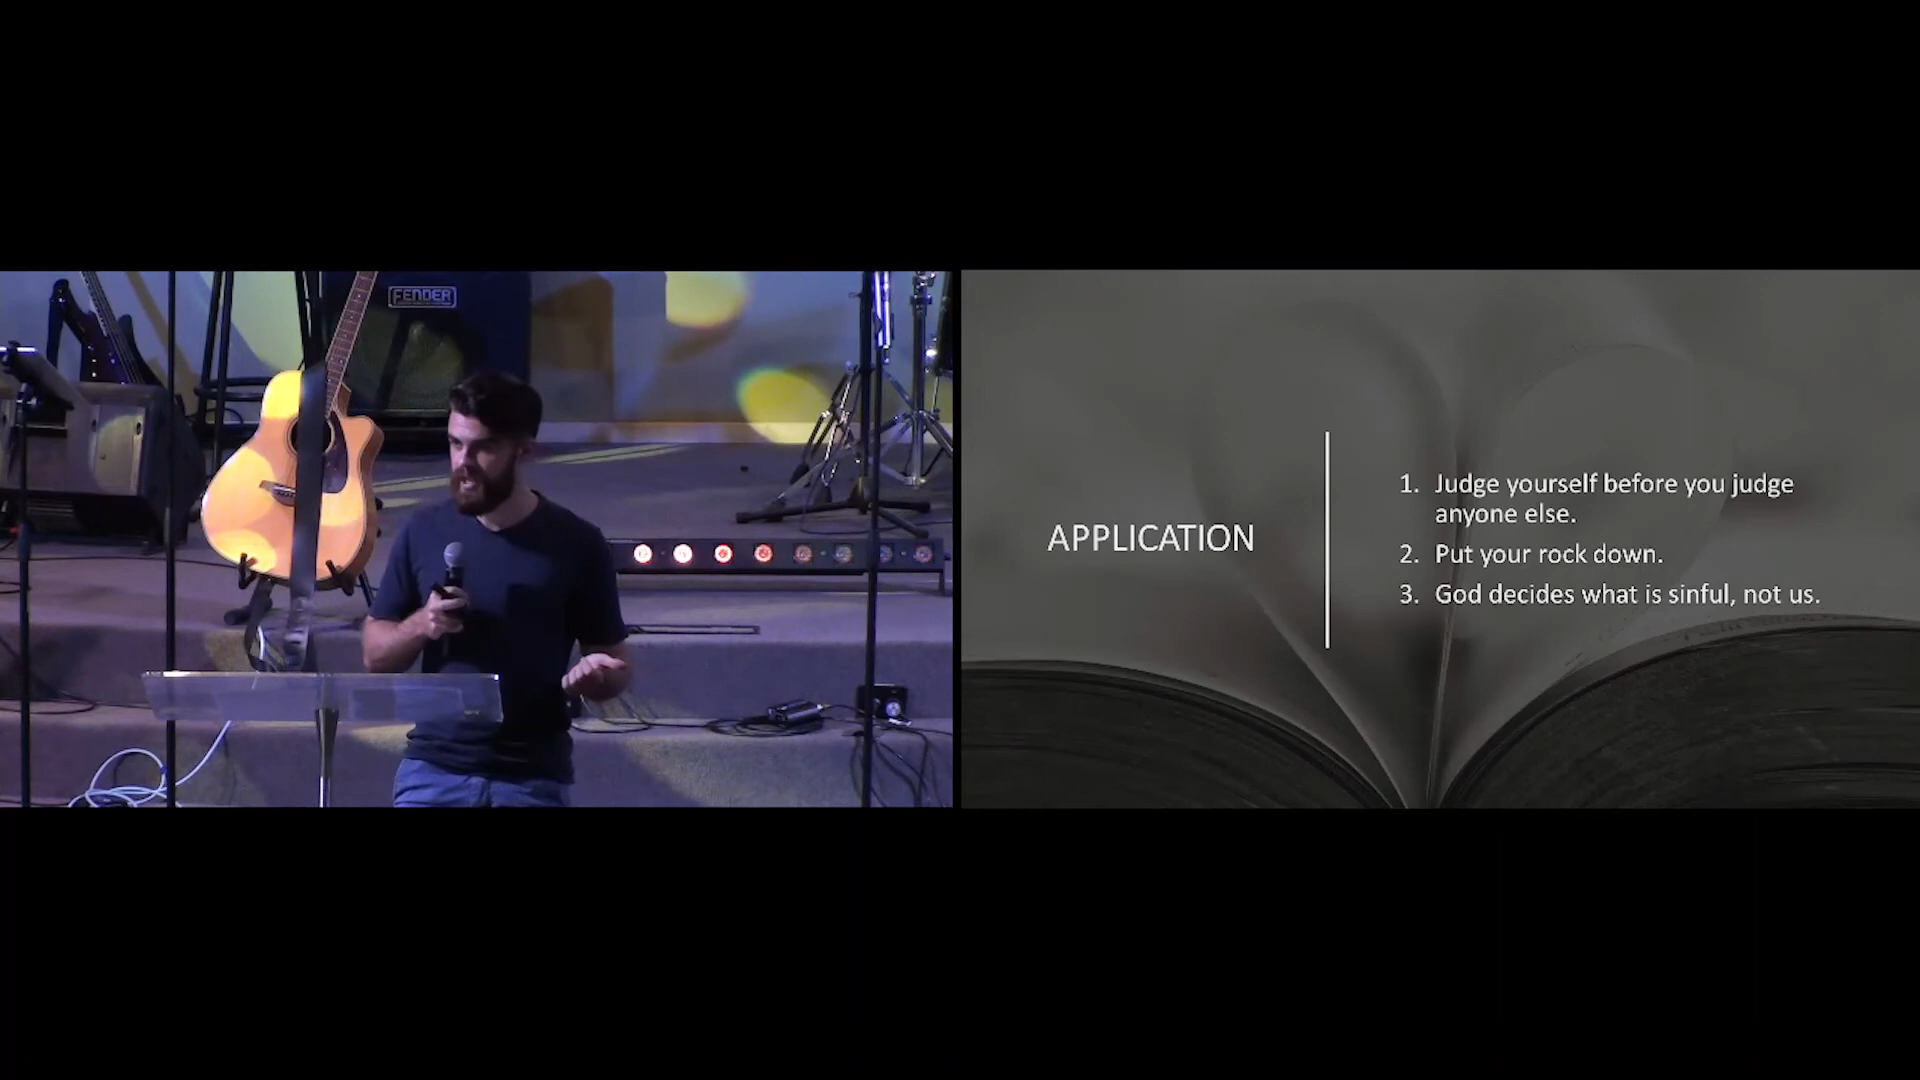 FENDER
APPLICATION
1. Judge yourself before you judge
anyone else.
2. Put your rock down.
3. God decides what is sinful, not us.